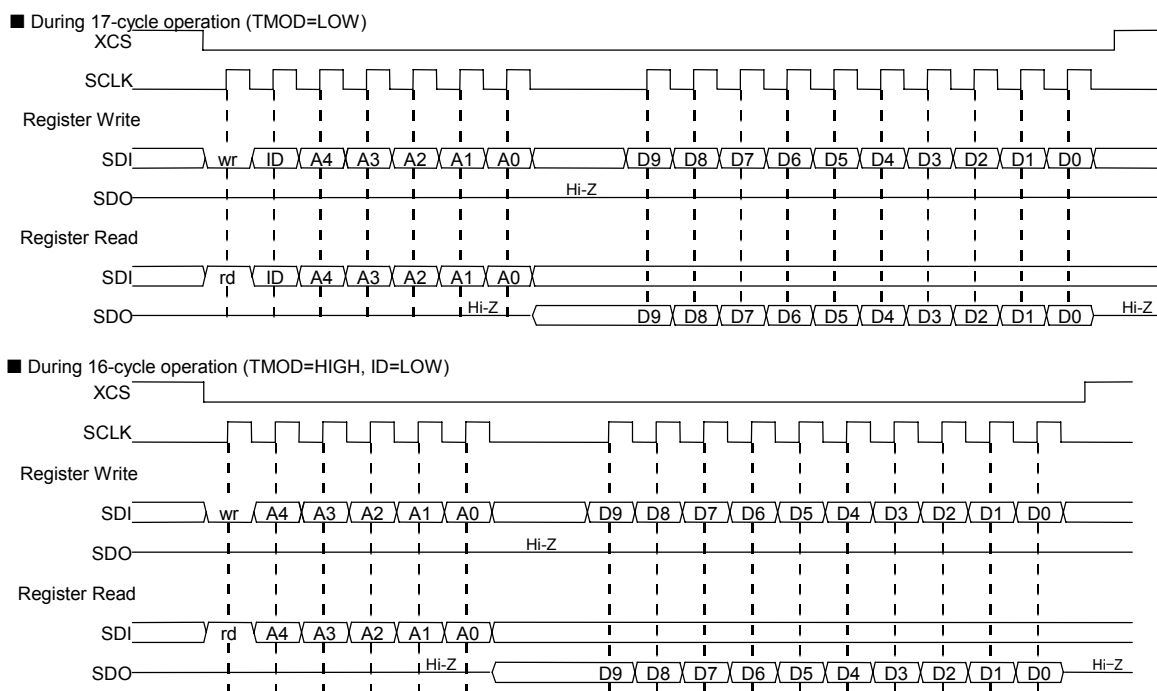 ■ During 17-cycle operation (TMOD=LOW)
XCS
SCLK
Register Write
SDI wr ID A4 A3 A2 A1 A0 D9 D8 D7 D6 D5 D4 D3 D2 D1 D0
SDO Hi-Z
Register Read
SDI rd ID A4 A3 A2 A1 A0
SDO Hi-Z D9 D8 D7 D6 D5 D4 D3 D2 D1 D0 Hi-Z
■ During 16-cycle operation (TMOD=HIGH, ID=LOW)
XCS
SCLK
Register Write
SDI wr A4 A3 A2 A1 A0 D9 D8 D7 D6 D5 D4 D3 D2 D1 D0
SDO Hi-Z
Register Read
SDI rd A4 A3 A2 A1 A0
SDO Hi-Z D9 D8 D7 D6 D5 D4 D3 D2 D1 D0 Hi−Z